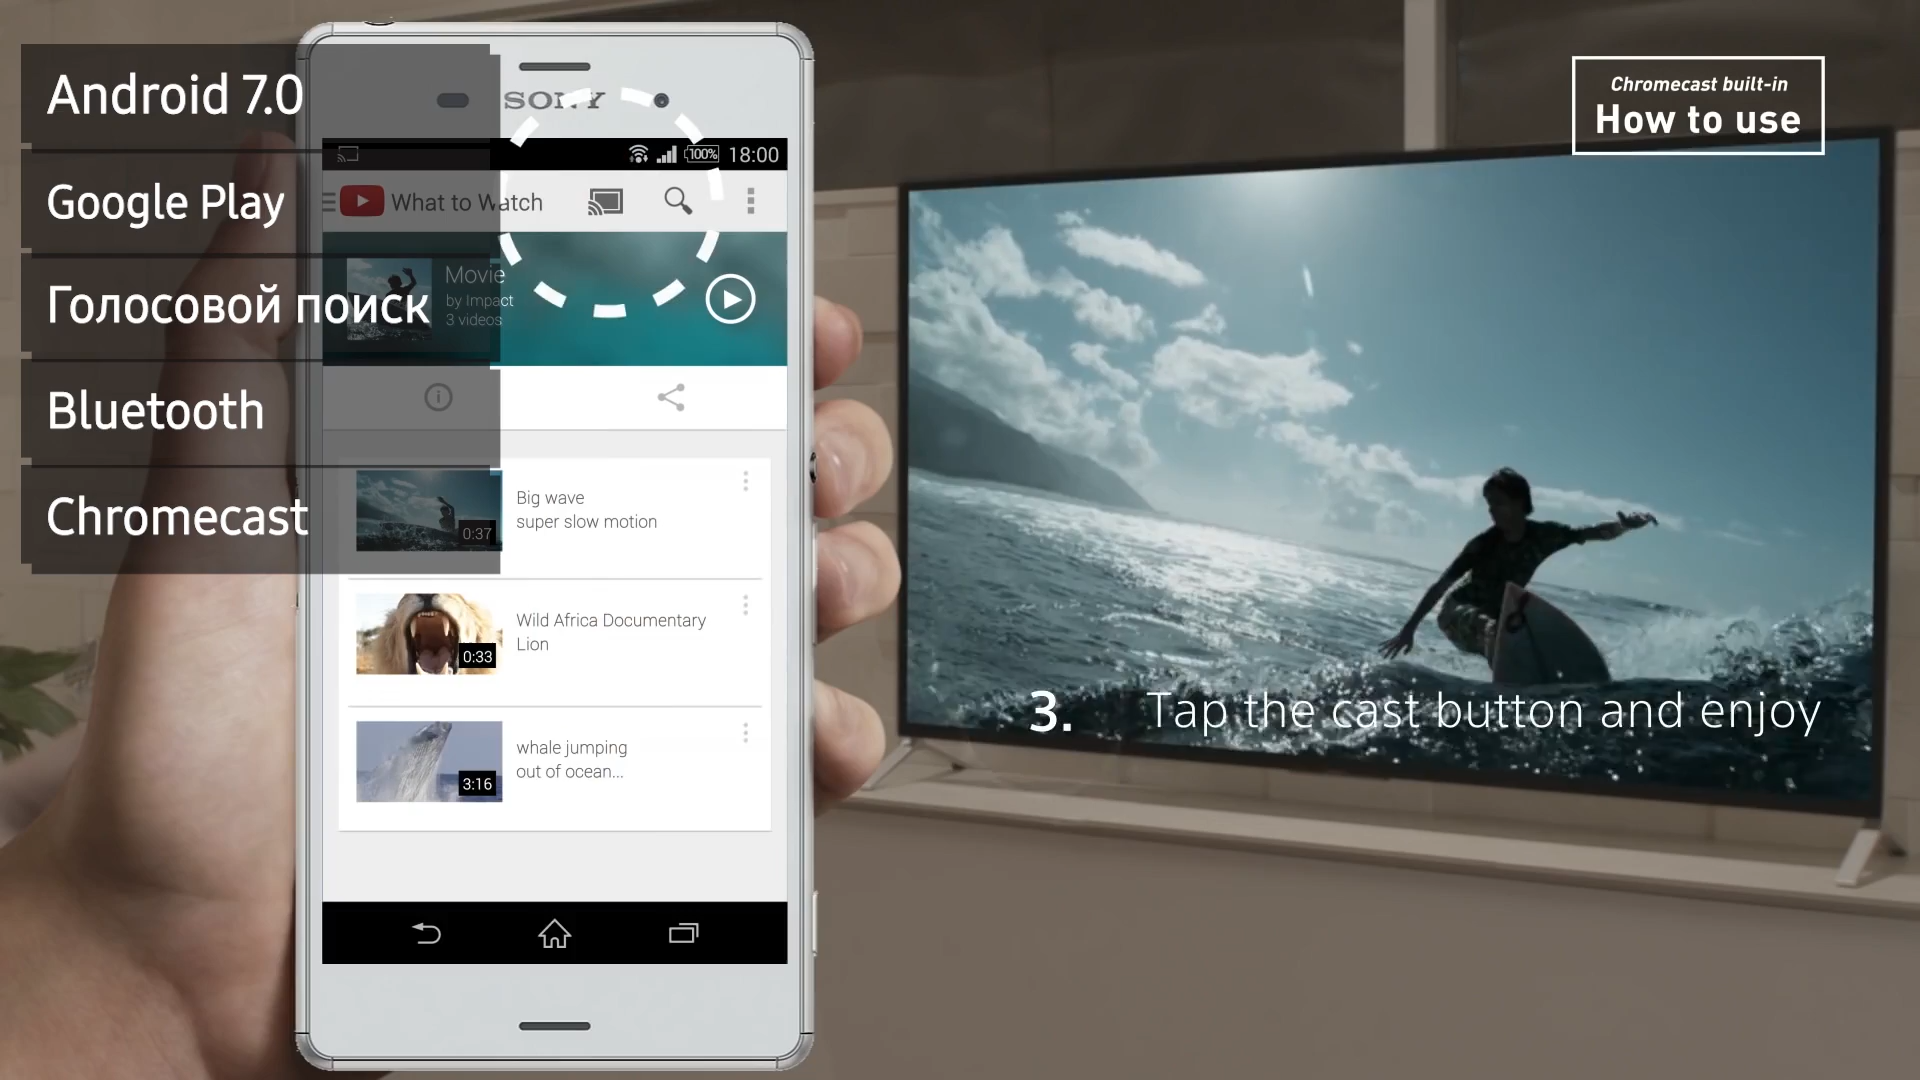 Android 7.0
Google Play
Голосовой поиск
Bluetooth
Chromecast
SONY
100%
18:00
What to Watch
Movie
by Impact
3 videos
0:37
Big wave
super slow motion
0:33
Wild Africa Documentary
Lion
3:16
whale jumping
out of ocean...
Chromecast built-in
How to use
3. Tap the cast button and enjoy